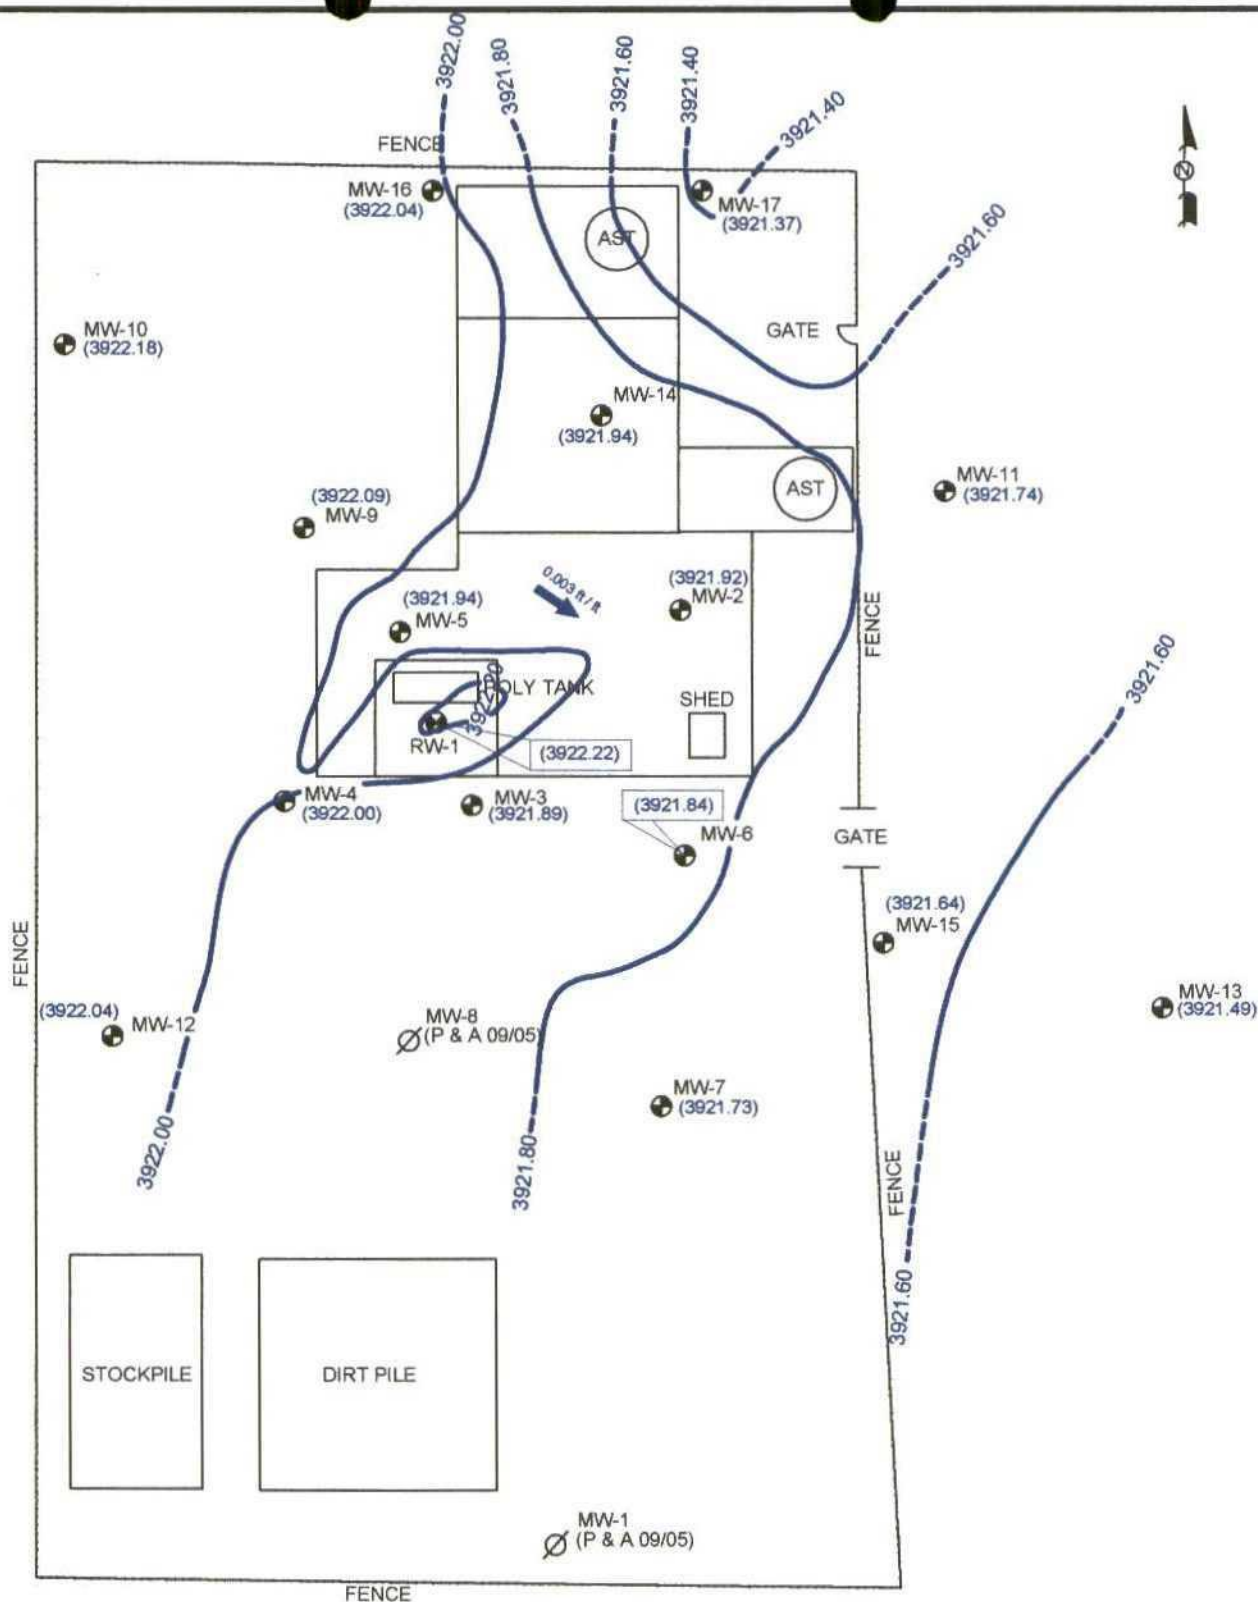 3922.00
3921.80
3921.60
3921.40
3921.40
FENCE
MW-16
(3922.04)
MW-17
(3921.37)
AST
N
3921.60
MW-10
(3922.18)
GATE
MW-14
(3921.94)
AST
MW-11
(3921.74)
(3922.09)
MW-9
0.003 ft / ft
(3921.94)
MW-5
(3921.92)
MW-2
FENCE
POLY TANK
3922.20
SHED
3921.60
RW-1
(3922.22)
MW-4
(3922.00)
MW-3
(3921.89)
(3921.84)
MW-6
GATE
(3921.64)
MW-15
FENCE
MW-13
(3921.49)
(3922.04)
MW-12
MW-8
(P & A 09/05)
MW-7
(3921.73)
3922.00
3921.80
FENCE
3921.60
STOCKPILE
DIRT PILE
MW-1
(P & A 09/05)
FENCE